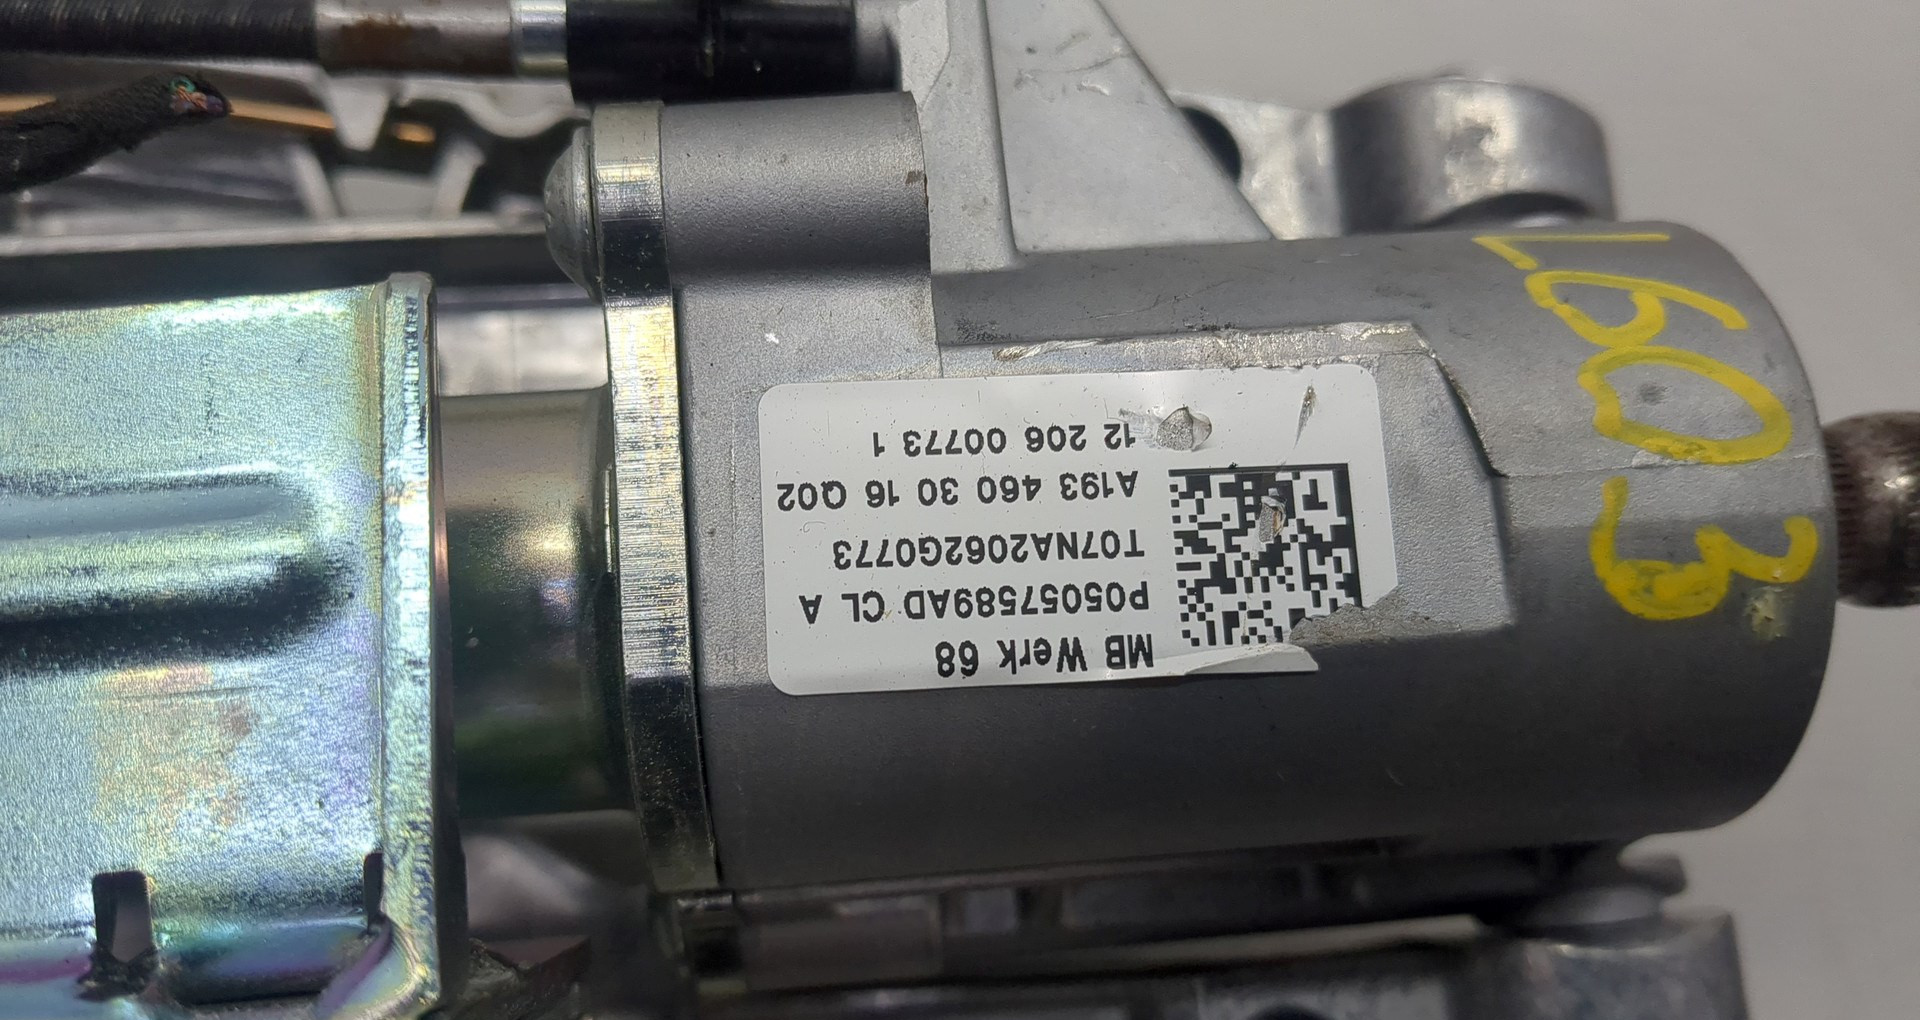 MB Werk 68
P05057589AD CL A
T07NA2062G0773
A193 460 30 16 Q02
12 206 00773 1
L603